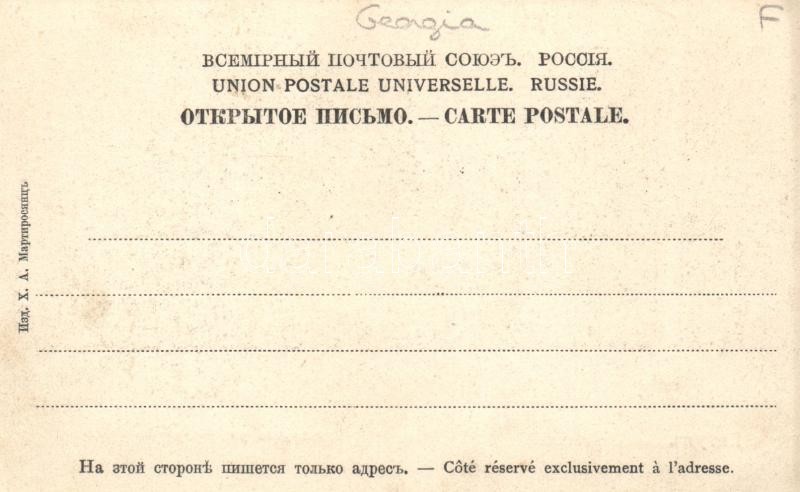 Georgia F
ВСЕМІРНЫЙ ПОЧТОВЫЙ СОЮЗЪ. РОССІЯ.
UNION POSTALE UNIVERSELLE. RUSSIE.
ОТКРЫТОЕ ПИСЬМО. — CARTE POSTALE.
Изд. Х. А. Мартиросянцъ
На этой сторонѣ пишется только адресъ. — Côté réservé exclusivement à l'adresse.